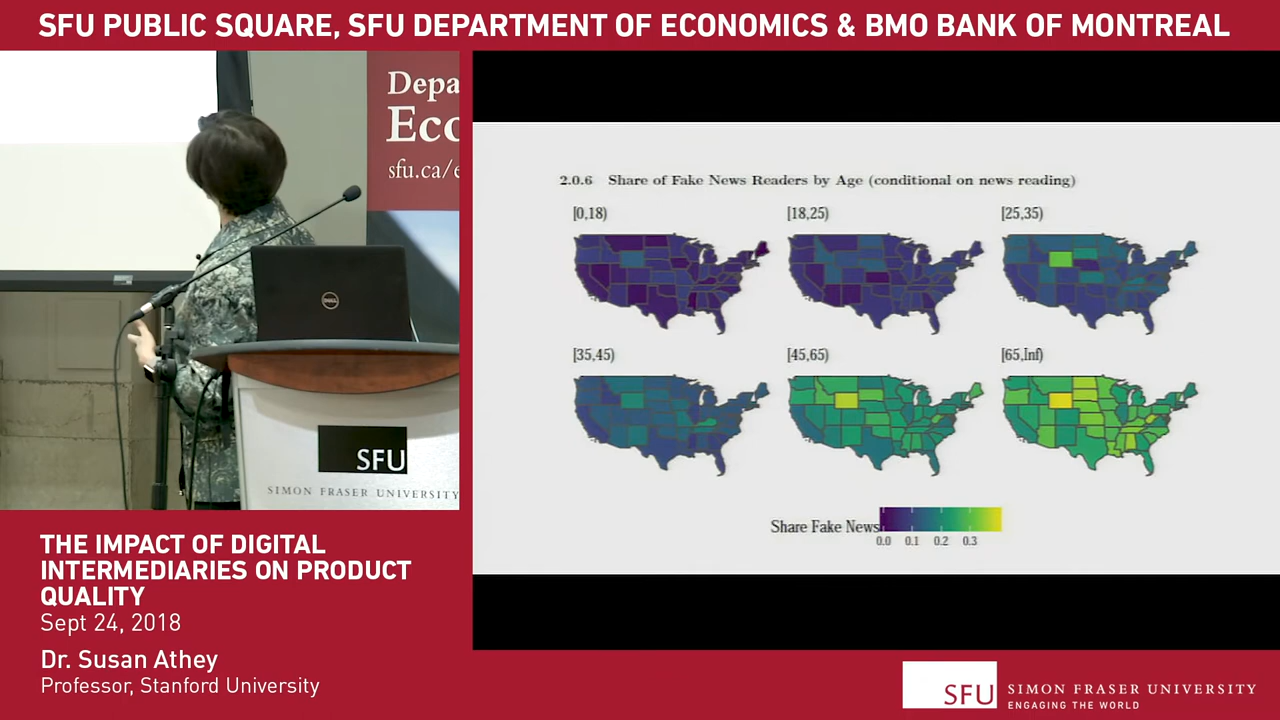 SFU PUBLIC SQUARE, SFU DEPARTMENT OF ECONOMICS & BMO BANK OF MONTREAL
Depa
Eco
sfu.ca/e
DELL
SFU
SIMON FRASER UNIVERSITY
2.0.6 Share of Fake News Readers by Age (conditional on news reading)
[0,18) [18,25) [25,35)
[35,45) [45,65) [65,Inf)
Share Fake News
0.0 0.1 0.2 0.3
THE IMPACT OF DIGITAL
INTERMEDIARIES ON PRODUCT
QUALITY
Sept 24, 2018
Dr. Susan Athey
Professor, Stanford University
SFU
SIMON FRASER UNIVERSITY
ENGAGING THE WORLD